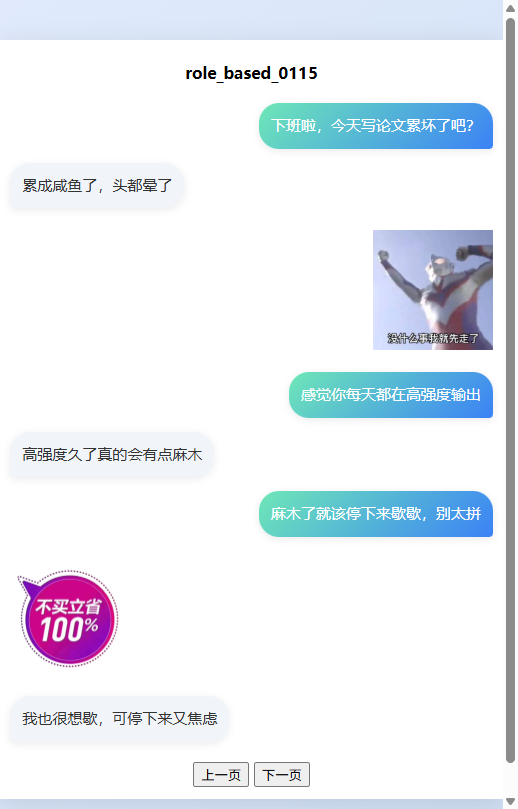 role_based_0115
下班啦，今天写论文累坏了吧？
累成咸鱼了，头都晕了
没什么事我就先走了
感觉你每天都在高强度输出
高强度久了真的会有点麻木
麻木了就该停下来歇歇，别太拼
不买立省
100%
我也很想歇，可停下来又焦虑
上一页 下一页